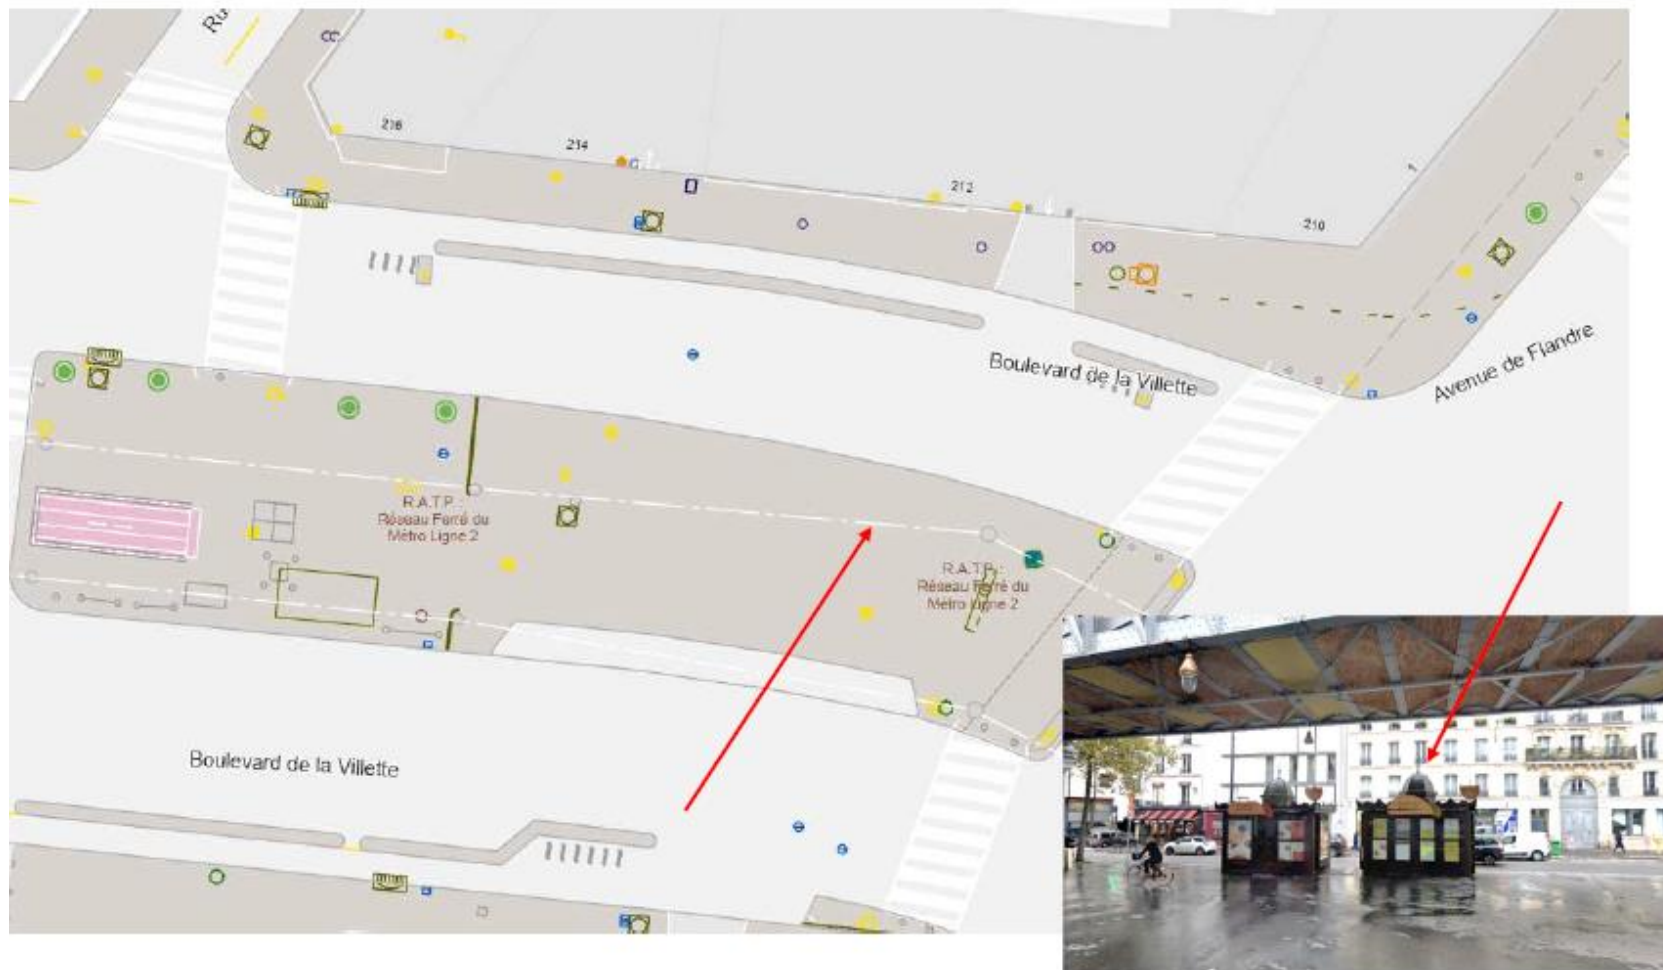 Ru
216
214
212
210
1
Boulevard de la Villette
Avenue de Flandre
R.A.T.P. :
Réseau Ferré du
Métro Ligne 2
R.A.T.P. :
Réseau Ferré du
Métro Ligne 2
Boulevard de la Villette